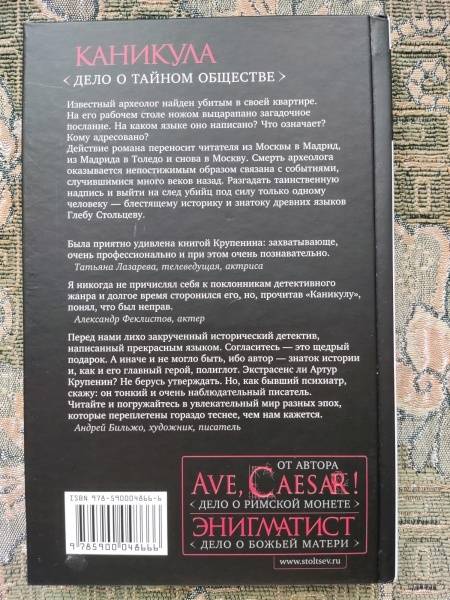 КАНИКУЛА
< ДЕЛО О ТАЙНОМ ОБЩЕСТВЕ >
Известный археолог найден убитым в своей квартире.
На его рабочем столе ножом выцарапано загадочное
послание. На каком языке оно написано? Что означает?
Кому адресовано?
Действие романа переносит читателя из Москвы в Мадрид,
из Мадрида в Толедо и снова в Москву. Смерть археолога
оказывается непостижимым образом связана с событиями,
случившимися много веков назад. Разгадать таинственную
надпись и выйти на след убийц под силу только одному
человеку — блестящему историку и знатоку древних языков
Глебу Стольцеву.
Была приятно удивлена книгой Крупенина: захватывающе,
очень профессионально и при этом очень познавательно.
Татьяна Лазарева, телеведущая, актриса
Я никогда не причислял себя к поклонникам детективного
жанра и долгое время сторонился его, но, прочитав «Каникулу»,
понял, что был неправ.
Александр Феклистов, актер
Перед нами лихо закрученный исторический детектив,
написанный прекрасным языком. Согласитесь — это щедрый
подарок. А иначе и не могло быть, ибо автор — знаток истории
и, как и его главный герой, полиглот. Экстрасенс ли Артур
Крупенин? Не берусь утверждать. Но, как бывший психиатр,
скажу: он тонкий и очень наблюдательный писатель.
Читайте и погружайтесь в увлекательный мир разных эпох,
которые переплетены гораздо теснее, чем нам кажется.
Андрей Бильжо, художник, писатель
ISBN 978-590004866-6
9 785900 048666
ОТ АВТОРА
AVE, CAESAR!
< ДЕЛО О РИМСКОЙ МОНЕТЕ >
ЭНИГМАТИСТ
< ДЕЛО О БОЖЬЕЙ МАТЕРИ >
www.stoltsev.ru